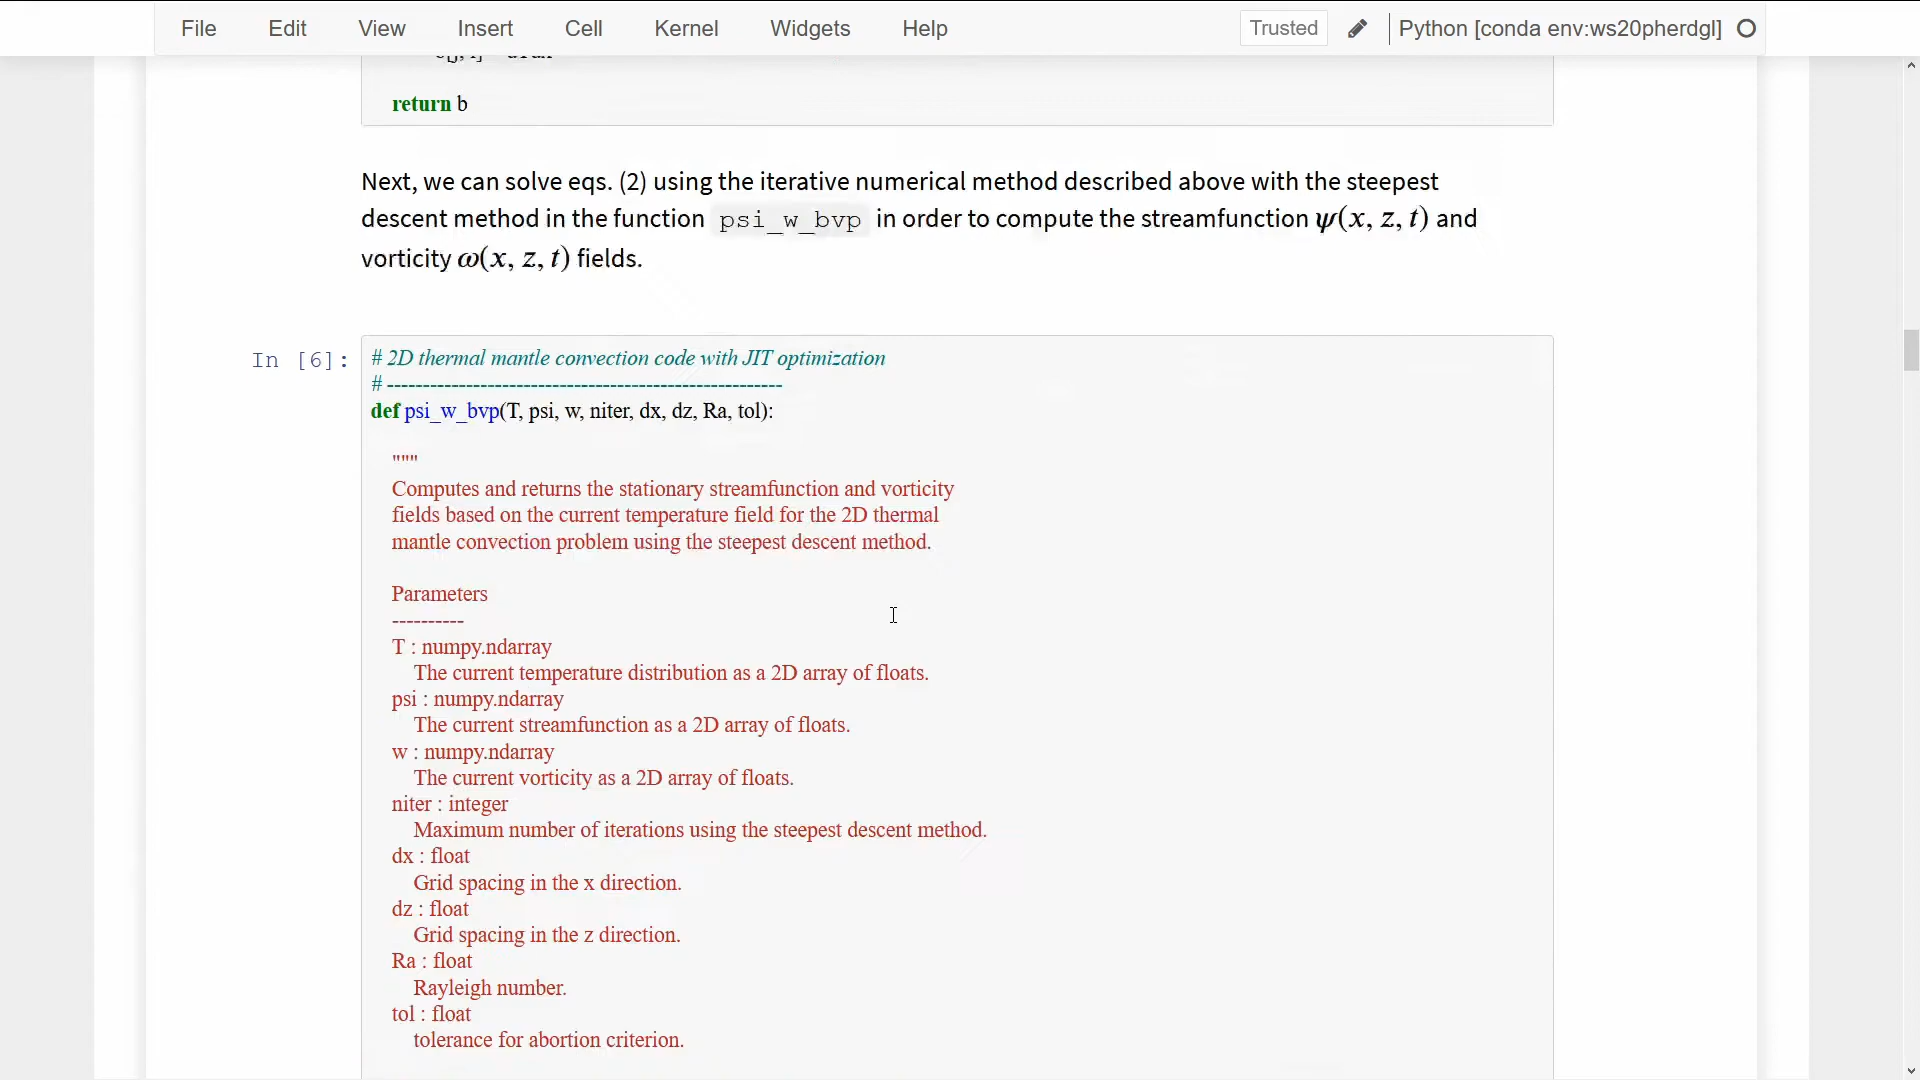 File Edit View Insert Cell Kernel Widgets Help Trusted Python [conda env:ws20pherdgl]
return b
Next, we can solve eqs. (2) using the iterative numerical method described above with the steepest
descent method in the function psi_w_bvp in order to compute the streamfunction ψ(x, z, t) and
vorticity ω(x, z, t) fields.
In [6]:
# 2D thermal mantle convection code with JIT optimization
# -------------------------------------------------------
def psi_w_bvp(T, psi, w, niter, dx, dz, Ra, tol):
"""
Computes and returns the stationary streamfunction and vorticity
fields based on the current temperature field for the 2D thermal
mantle convection problem using the steepest descent method.
Parameters
----------
T : numpy.ndarray
The current temperature distribution as a 2D array of floats.
psi : numpy.ndarray
The current streamfunction as a 2D array of floats.
w : numpy.ndarray
The current vorticity as a 2D array of floats.
niter : integer
Maximum number of iterations using the steepest descent method.
dx : float
Grid spacing in the x direction.
dz : float
Grid spacing in the z direction.
Ra : float
Rayleigh number.
tol : float
tolerance for abortion criterion.